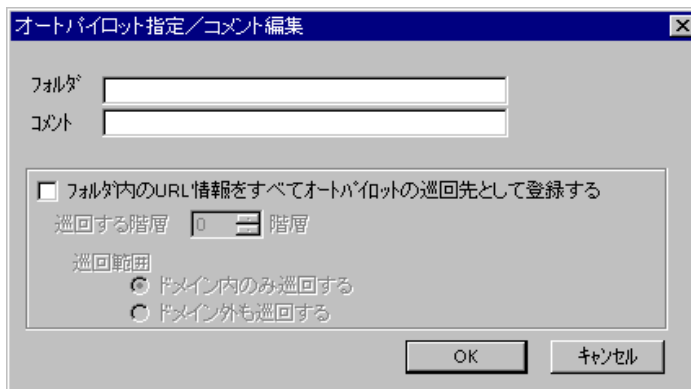 オートパイロット指定／コメント編集
ﾌｫﾙﾀﾞ
ｺﾒﾝﾄ
ﾌｫﾙﾀﾞ内のURL情報をすべてｵｰﾄﾊﾟｲﾛｯﾄの巡回先として登録する
巡回する階層 0 階層
巡回範囲
ﾄﾞﾒｲﾝ内のみ巡回する
ﾄﾞﾒｲﾝ外も巡回する
OK ｷｬﾝｾﾙ